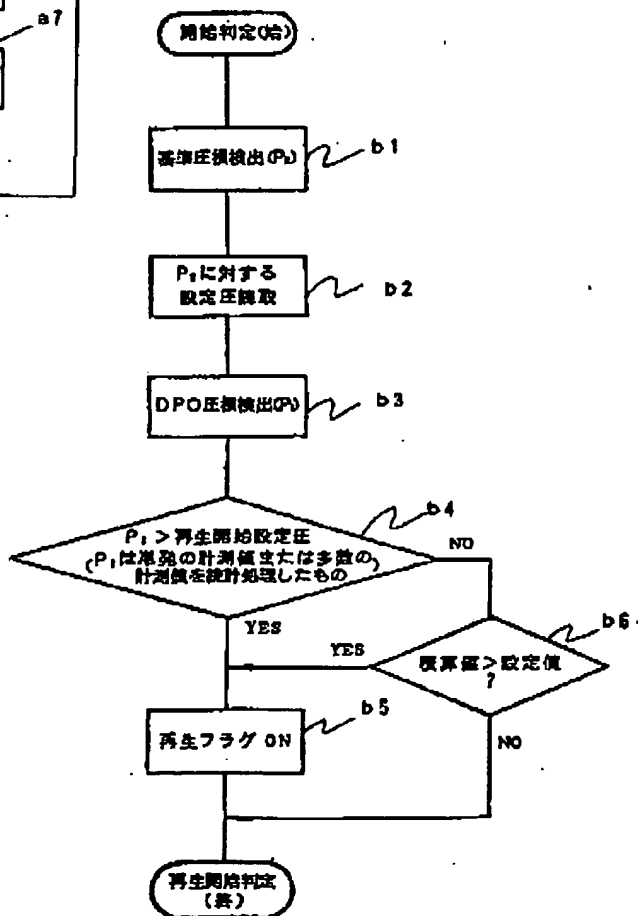 a7
開始判定(始)
基準圧損検出(P₂)
b1
P₂に対する
設定圧採取
b2
DPO圧損検出(P₁)
b3
P₁>再生開始設定圧
(P₁は単発の計測値または多数の)
計測値を統計処理したもの
b4
NO
YES
YES
積算値>設定値
?
b6
再生フラグ ON
b5
NO
再生開始判定
(終)